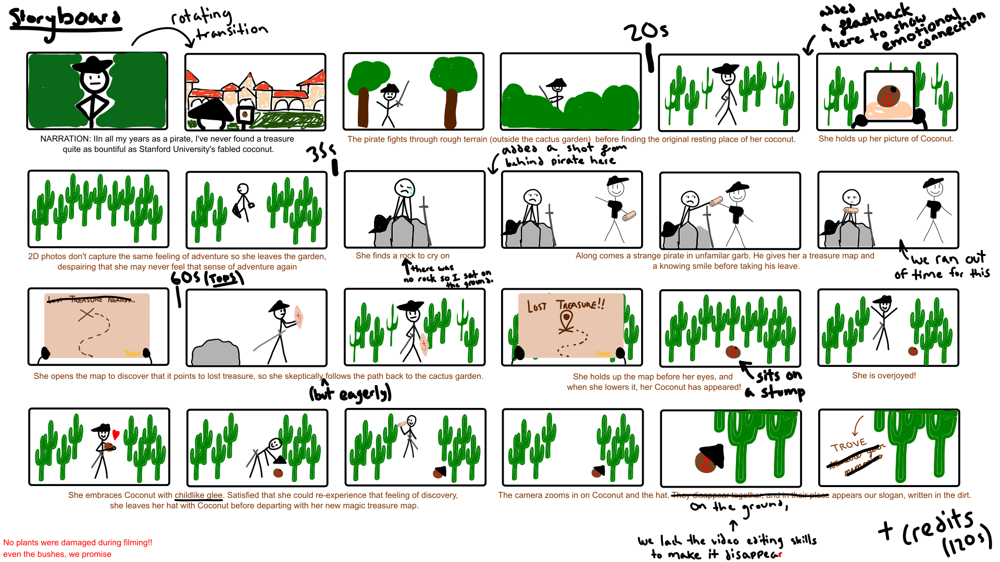 Storyboard
rotating
transition
20s
added
a flashback
here to show
emotional
connection
NARRATION: IIn all my years as a pirate, I've never found a treasure
quite as bountiful as Stanford University's fabled coconut.
The pirate fights through rough terrain (outside the cactus garden) before finding the original resting place of her coconut.
She holds up her picture of Coconut.
35s
added a shot from
behind pirate here
2D photos don't capture the same feeling of adventure so she leaves the garden,
despairing that she may never feel that sense of adventure again
She finds a rock to cry on
there was
no rock so I sat on
the ground.
Along comes a strange pirate in unfamilar garb. He gives her a treasure map and
a knowing smile before taking his leave.
we ran out
of time for this
60s (TOPS)
LOST TREASURE NEARBY...
TROVE
LOST TREASURE!!
TROVE
She opens the map to discover that it points to lost treasure, so she skeptically follows the path back to the cactus garden.
(but eagerly)
She holds up the map before her eyes, and
when she lowers it, her Coconut has appeared!
sits on
a stump
She is overjoyed!
TROVE
treasure your
memories
She embraces Coconut with childlike glee. Satisfied that she could re-experience that feeling of discovery,
she leaves her hat with Coconut before departing with her new magic treasure map.
The camera zooms in on Coconut and the hat. They disappear together, and in their place appears our slogan, written in the dirt.
on the ground,
we lack the video editing skills
to make it disappear
+ credits
(120s)
No plants were damaged during filming!!
even the bushes, we promise